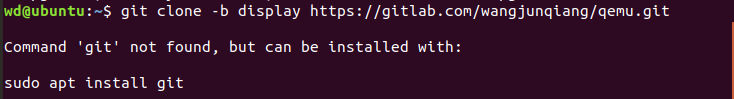 wd@ubuntu:~$ git clone -b display https://gitlab.com/wangjunqiang/qemu.git
Command 'git' not found, but can be installed with:
sudo apt install git